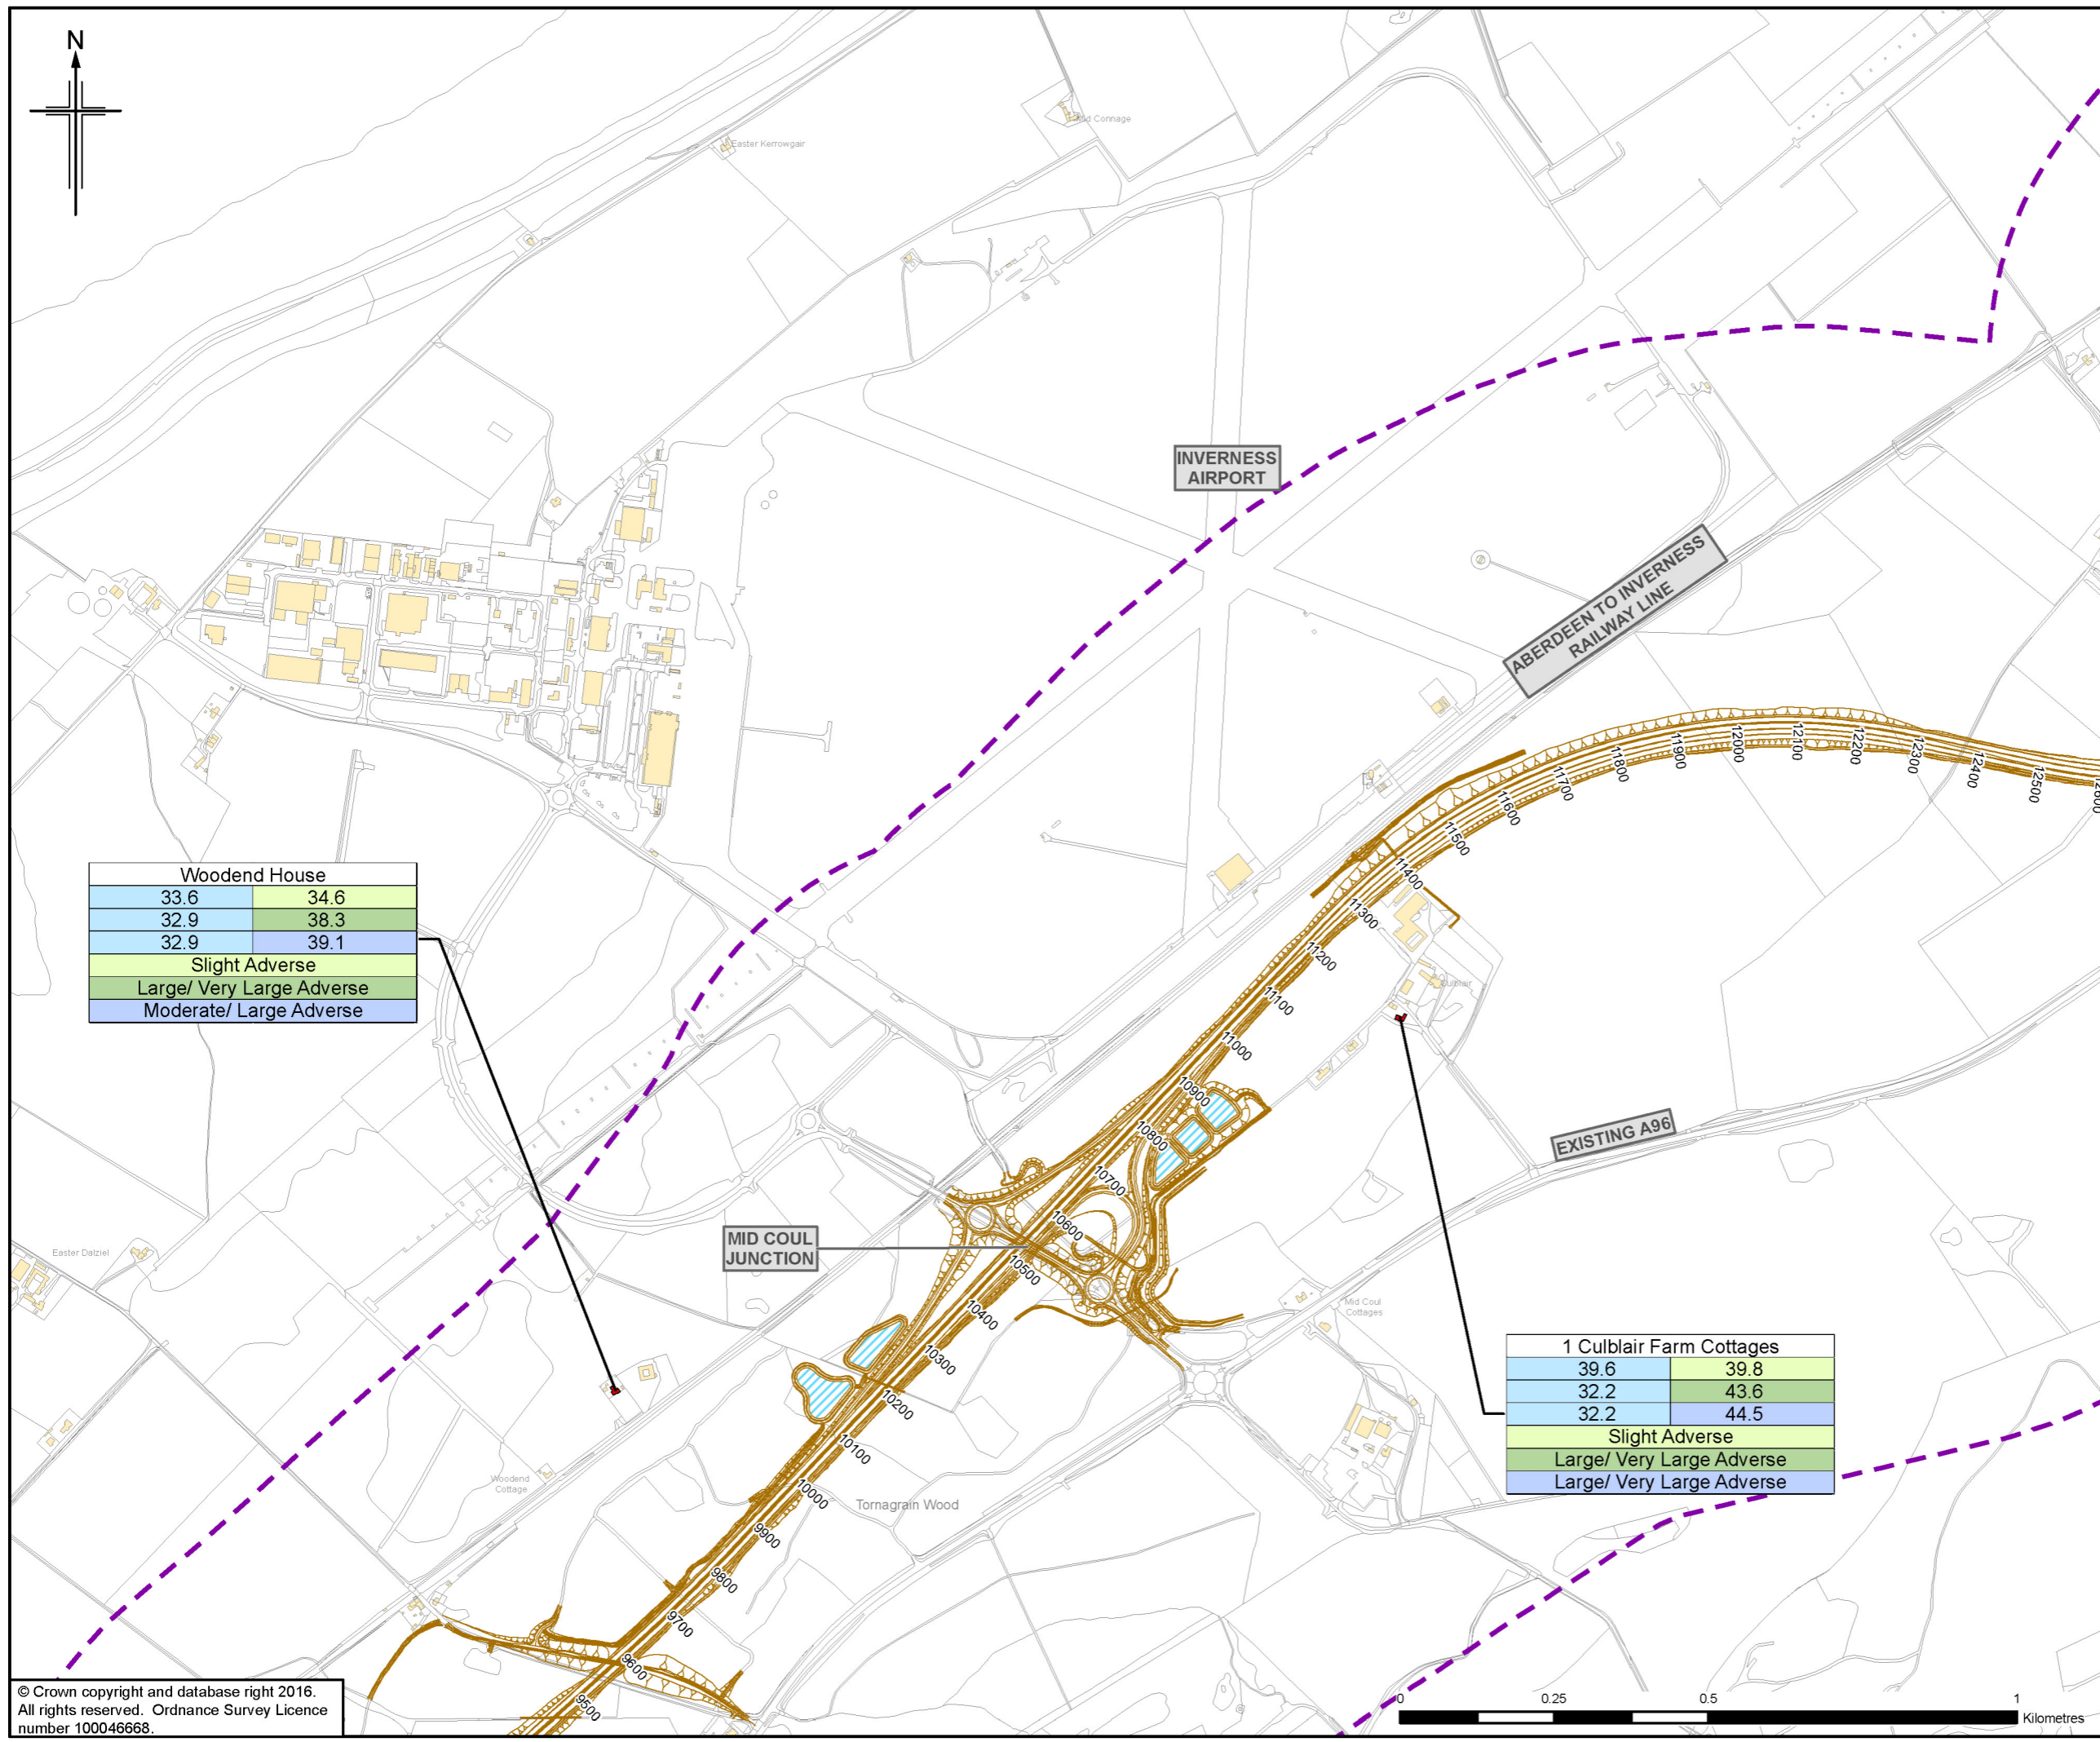 N
Mid Connage
Easter Kerrowgair
INVERNESS
AIRPORT
ABERDEEN TO INVERNESS
RAILWAY LINE
12000
12100
12200
12300
12400
12500
12600
11900
11800
11700
11600
11500
11400
11300
11200
11100
11000
10900
10800
10700
10600
10500
10400
10300
10200
10100
10000
9900
9800
9700
9600
9500
Woodend House
33.6 34.6
32.9 38.3
32.9 39.1
Slight Adverse
Large/ Very Large Adverse
Moderate/ Large Adverse
Culblair
EXISTING A96
Easter Dalziel
MID COUL
JUNCTION
Mid Coul
Cottages
1 Culblair Farm Cottages
39.6 39.8
32.2 43.6
32.2 44.5
Slight Adverse
Large/ Very Large Adverse
Large/ Very Large Adverse
Woodend
Cottage
Tornagrain Wood
© Crown copyright and database right 2016.
All rights reserved. Ordnance Survey Licence
number 100046668.
0 0.25 0.5 1
Kilometres